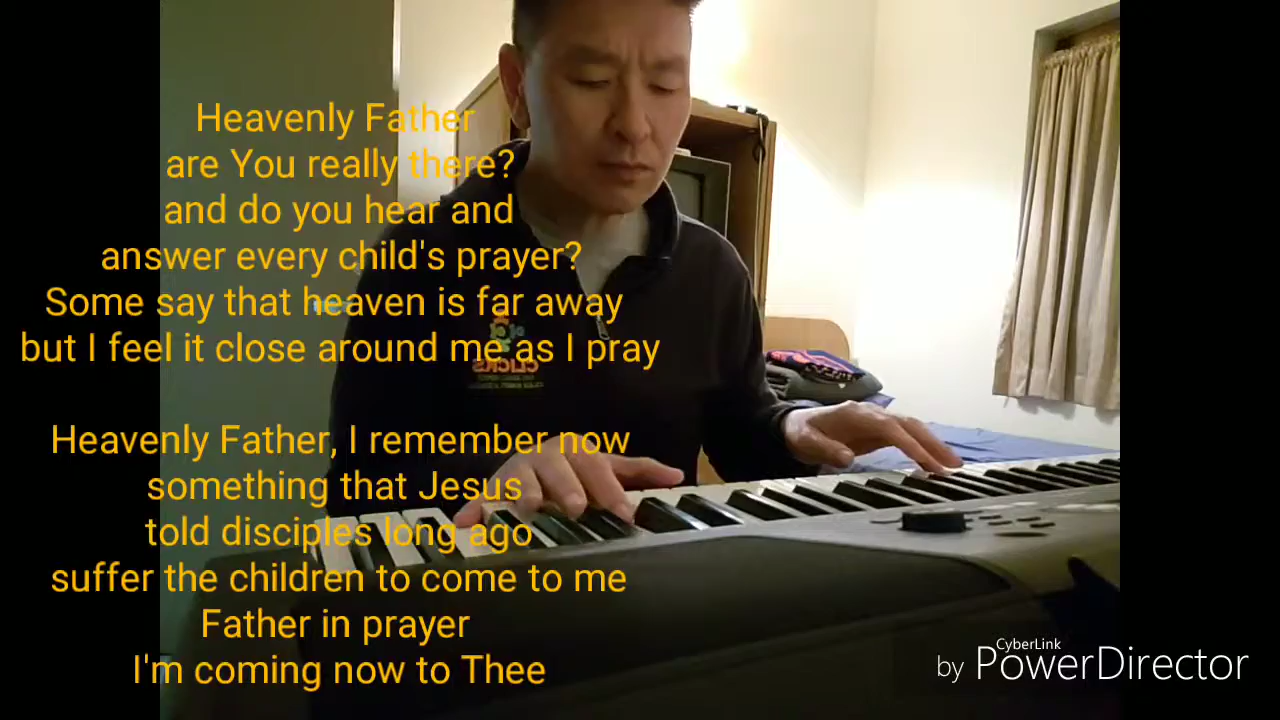 Heavenly Father
are You really there?
and do you hear and
answer every child's prayer?
Some say that heaven is far away
but I feel it close around me as I pray
Heavenly Father, I remember now
something that Jesus
told disciples long ago
suffer the children to come to me
Father in prayer
I'm coming now to Thee
CyberLink
by PowerDirector